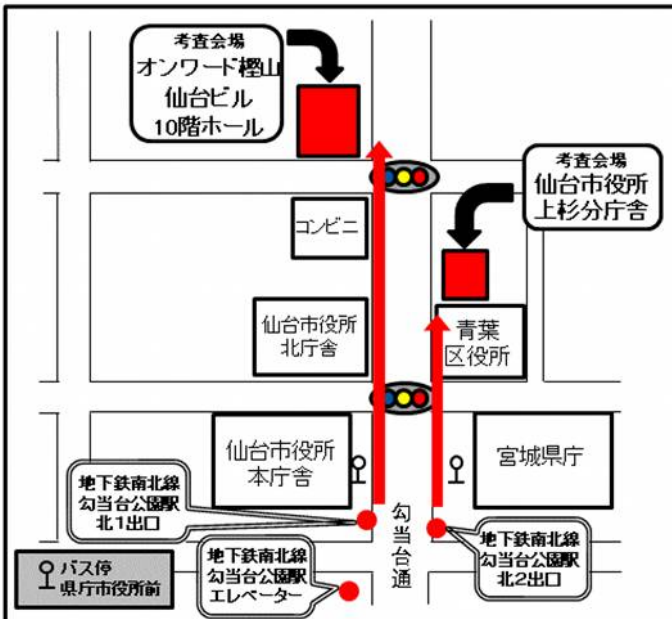 考査会場
オンワード樫山
仙台ビル
10階ホール
考査会場
仙台市役所
上杉分庁舎
コンビニ
仙台市役所
北庁舎
青葉
区役所
仙台市役所
本庁舎
宮城県庁
地下鉄南北線
勾当台公園駅
北1出口
勾当台通
地下鉄南北線
勾当台公園駅
北2出口
地下鉄南北線
勾当台公園駅
エレベーター
バス停
県庁市役所前